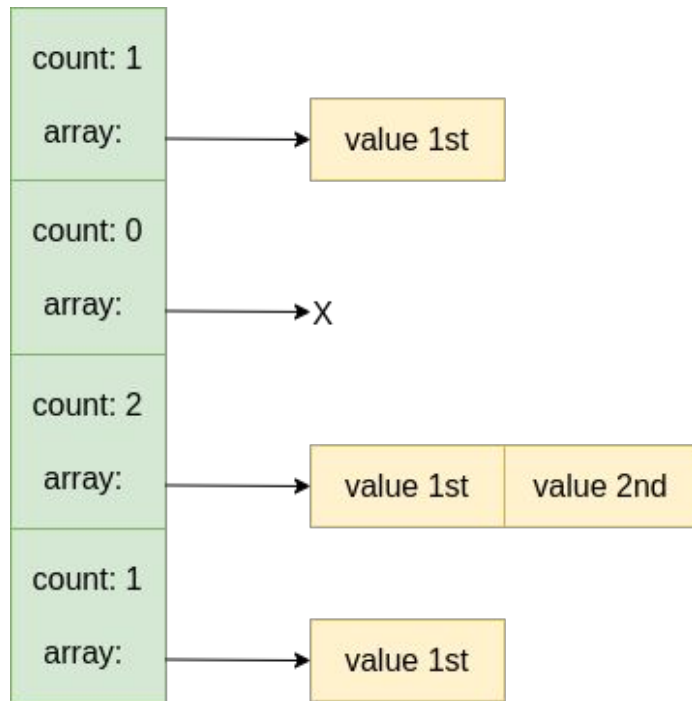 count: 1
array:
value 1st
count: 0
array:
X
count: 2
array:
value 1st
value 2nd
count: 1
array:
value 1st